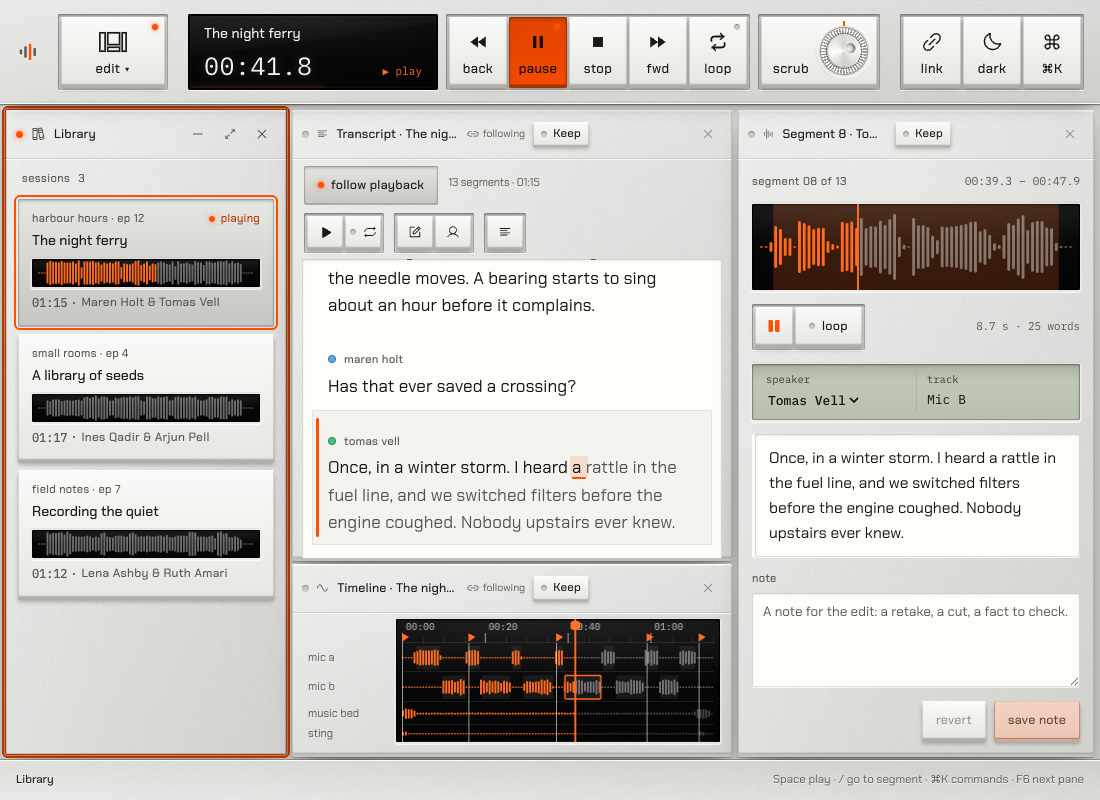 edit
The night ferry
00:41.8
play
back
pause
stop
fwd
loop
scrub
link
dark
⌘K
Library
sessions 3
harbour hours · ep 12
playing
The night ferry
01:15 · Maren Holt & Tomas Vell
small rooms · ep 4
A library of seeds
01:17 · Ines Qadir & Arjun Pell
field notes · ep 7
Recording the quiet
01:12 · Lena Ashby & Ruth Amari
Transcript · The nig...
following
Keep
follow playback
13 segments · 01:15
the needle moves. A bearing starts to sing
about an hour before it complains.
maren holt
Has that ever saved a crossing?
tomas vell
Once, in a winter storm. I heard a rattle in the
fuel line, and we switched filters before the
engine coughed. Nobody upstairs ever knew.
Timeline · The nigh...
following
Keep
00:00
00:20
01:00
mic a
mic b
music bed
sting
Segment 8 · To...
Keep
segment 08 of 13
00:39.3 – 00:47.9
loop
8.7 s · 25 words
speaker
track
Tomas Vell
Mic B
Once, in a winter storm. I heard a rattle in
the fuel line, and we switched filters
before the engine coughed. Nobody
upstairs ever knew.
note
A note for the edit: a retake, a cut, a fact to check.
revert
save note
Library
Space play · / go to segment · ⌘K commands · F6 next pane